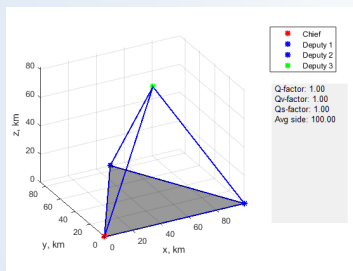 Chief
Deputy 1
Deputy 2
Deputy 3
Q-factor: 1.00
Qv-factor: 1.00
Qs-factor: 1.00
Avg side: 100.00
80
60
40
20
0
z, km
80
60
40
20
0
y, km
0
20
40
60
80
x, km